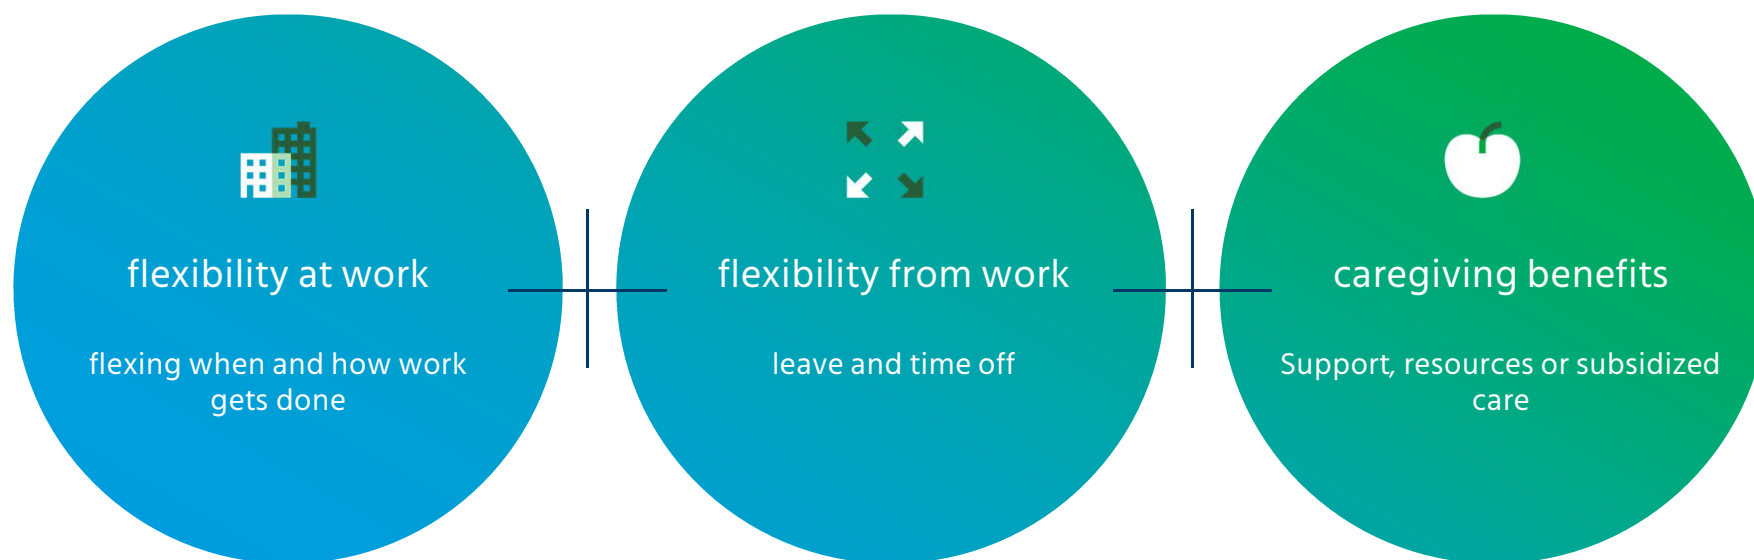 flexibility at work
flexing when and how work
gets done
flexibility from work
leave and time off
caregiving benefits
Support, resources or subsidized
care